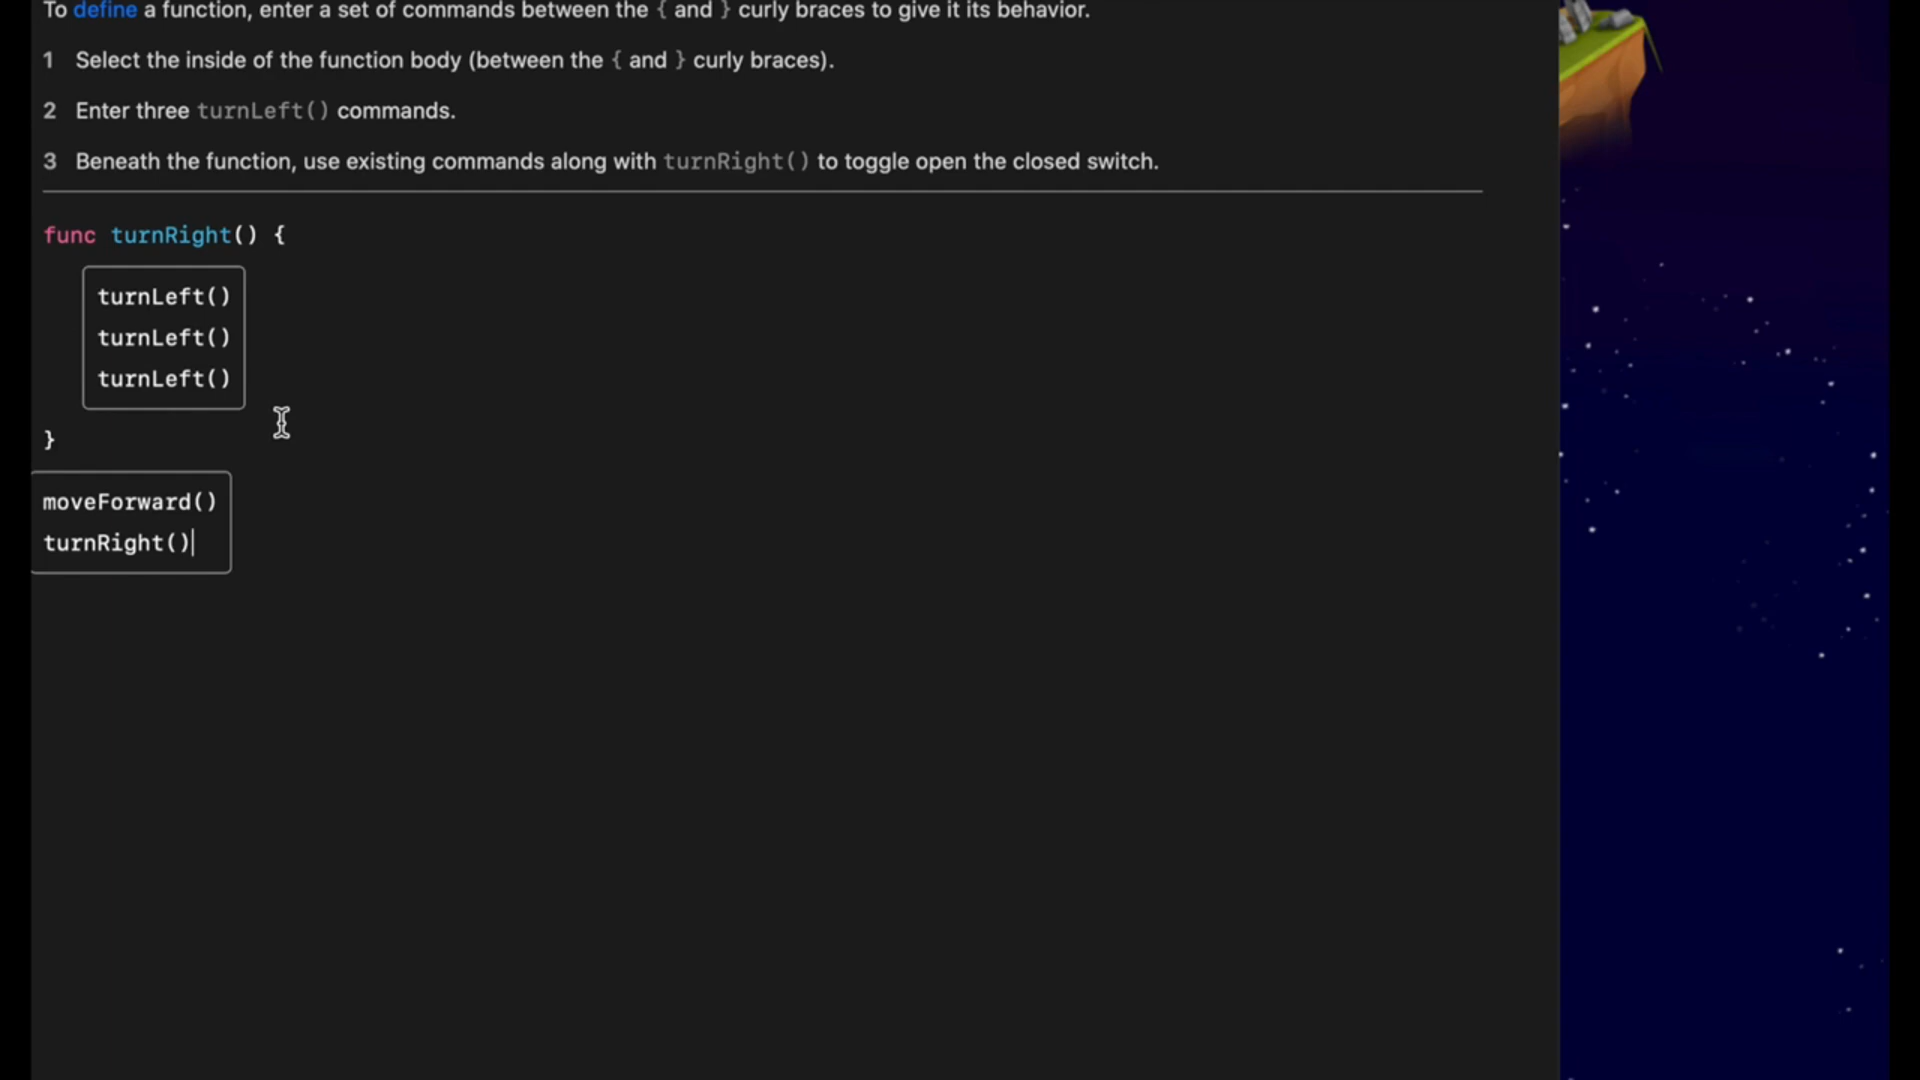 To define a function, enter a set of commands between the { and } curly braces to give it its behavior.
1 Select the inside of the function body (between the { and } curly braces).
2 Enter three turnLeft() commands.
3 Beneath the function, use existing commands along with turnRight() to toggle open the closed switch.
func turnRight() {
turnLeft()
turnLeft()
turnLeft()
}
moveForward()
turnRight()